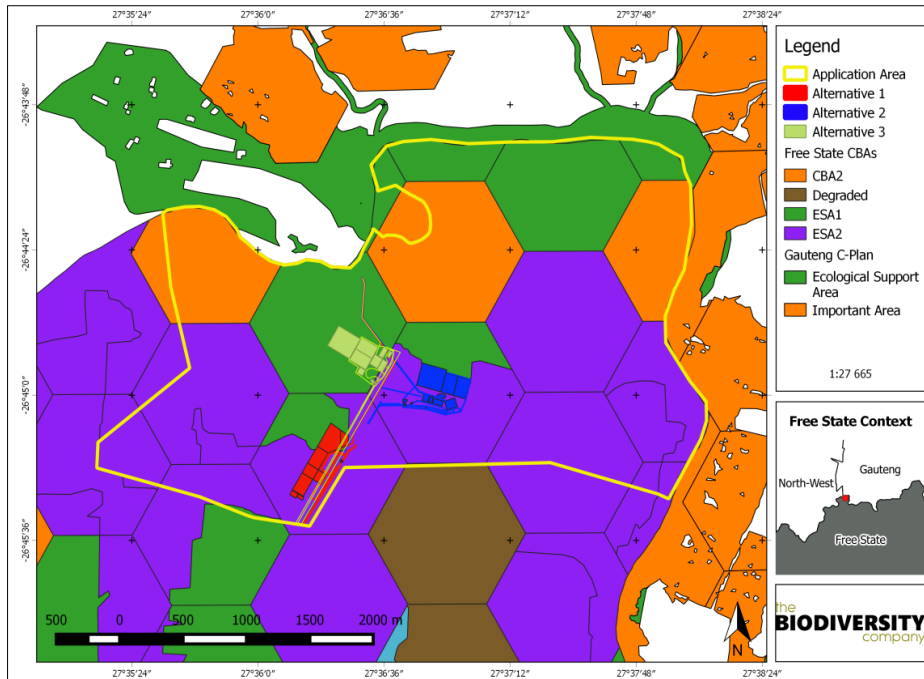 27°35′24″ 27°36′0″ 27°36′36″ 27°37′12″ 27°37′48″ 27°38′24″
-26°43′48″
-26°44′24″
-26°45′0″
-26°45′36″
500 0 500 1000 1500 2000 m
N
27°35′24″ 27°36′0″ 27°36′36″ 27°37′12″ 27°37′48″ 27°38′24″
Legend
Application Area
Alternative 1
Alternative 2
Alternative 3
Free State CBAs
CBA2
Degraded
ESA1
ESA2
Gauteng C-Plan
Ecological Support
Area
Important Area
1:27 665
Free State Context
North-West
Gauteng
Free State
the
BIODIVERSITY
company